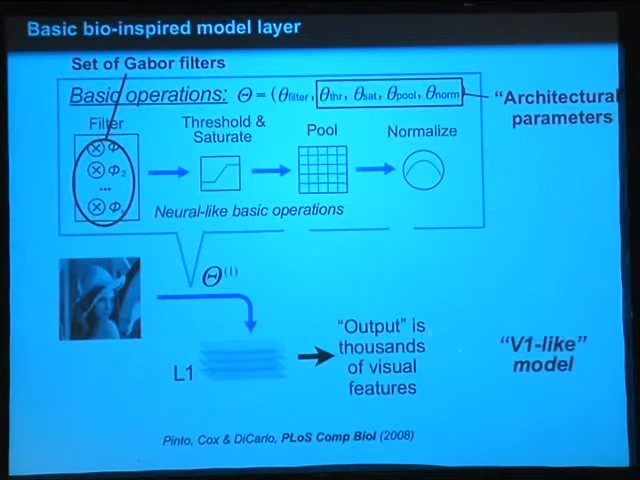 Basic bio-inspired model layer
Set of Gabor filters
Basic operations: Θ = (θfilter, θthr, θsat, θpool, θnorm)
"Architectural
parameters
Filter
Threshold &
Saturate
Pool
Normalize
⊗ Φ
⊗ Φ2
...
⊗ Φ
Neural-like basic operations
Θ(1)
L1
"Output" is
thousands
of visual
features
"V1-like"
model
Pinto, Cox & DiCarlo, PLoS Comp Biol (2008)